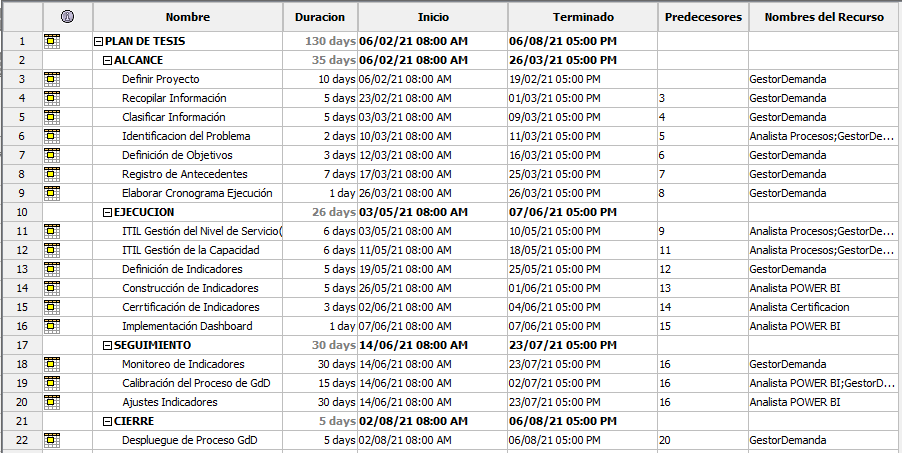 Nombre Duracion Inicio Terminado Predecesores Nombres del Recurso
1 PLAN DE TESIS 130 days 06/02/21 08:00 AM 06/08/21 05:00 PM
2 ALCANCE 35 days 06/02/21 08:00 AM 26/03/21 05:00 PM
3 Definir Proyecto 10 days 06/02/21 08:00 AM 19/02/21 05:00 PM GestorDemanda
4 Recopilar Información 5 days 23/02/21 08:00 AM 01/03/21 05:00 PM 3 GestorDemanda
5 Clasificar Información 5 days 03/03/21 08:00 AM 09/03/21 05:00 PM 4 GestorDemanda
6 Identificacion del Problema 2 days 10/03/21 08:00 AM 11/03/21 05:00 PM 5 Analista Procesos;GestorDe...
7 Definición de Objetivos 3 days 12/03/21 08:00 AM 16/03/21 05:00 PM 6 GestorDemanda
8 Registro de Antecedentes 7 days 17/03/21 08:00 AM 25/03/21 05:00 PM 7 GestorDemanda
9 Elaborar Cronograma Ejecución 1 day 26/03/21 08:00 AM 26/03/21 05:00 PM 8 GestorDemanda
10 EJECUCION 26 days 03/05/21 08:00 AM 07/06/21 05:00 PM
11 ITIL Gestión del Nivel de Servicio( 6 days 03/05/21 08:00 AM 10/05/21 05:00 PM 9 Analista Procesos;GestorDe...
12 ITIL Gestión de la Capacidad 6 days 11/05/21 08:00 AM 18/05/21 05:00 PM 11 Analista Procesos;GestorDe...
13 Definición de Indicadores 5 days 19/05/21 08:00 AM 25/05/21 05:00 PM 12 GestorDemanda
14 Construcción de Indicadores 5 days 26/05/21 08:00 AM 01/06/21 05:00 PM 13 Analista POWER BI
15 Cerrtificación de Indicadores 3 days 02/06/21 08:00 AM 04/06/21 05:00 PM 14 Analista Certificacion
16 Implementación Dashboard 1 day 07/06/21 08:00 AM 07/06/21 05:00 PM 15 Analista POWER BI
17 SEGUIMIENTO 30 days 14/06/21 08:00 AM 23/07/21 05:00 PM
18 Monitoreo de Indicadores 30 days 14/06/21 08:00 AM 23/07/21 05:00 PM 16 GestorDemanda
19 Calibración del Proceso de GdD 15 days 14/06/21 08:00 AM 02/07/21 05:00 PM 16 Analista POWER BI;GestorD...
20 Ajustes Indicadores 30 days 14/06/21 08:00 AM 23/07/21 05:00 PM 16 Analista POWER BI
21 CIERRE 5 days 02/08/21 08:00 AM 06/08/21 05:00 PM
22 Despluegue de Proceso GdD 5 days 02/08/21 08:00 AM 06/08/21 05:00 PM 20 GestorDemanda